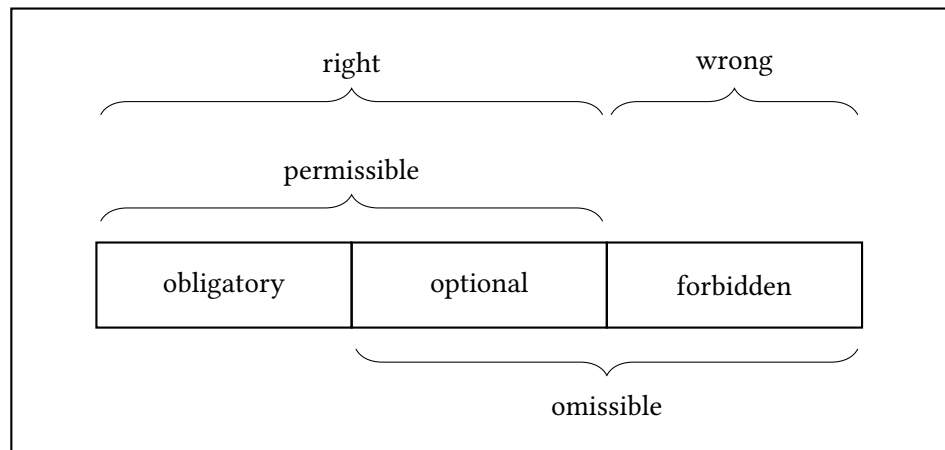 right wrong
permissible
obligatory optional forbidden
omissible